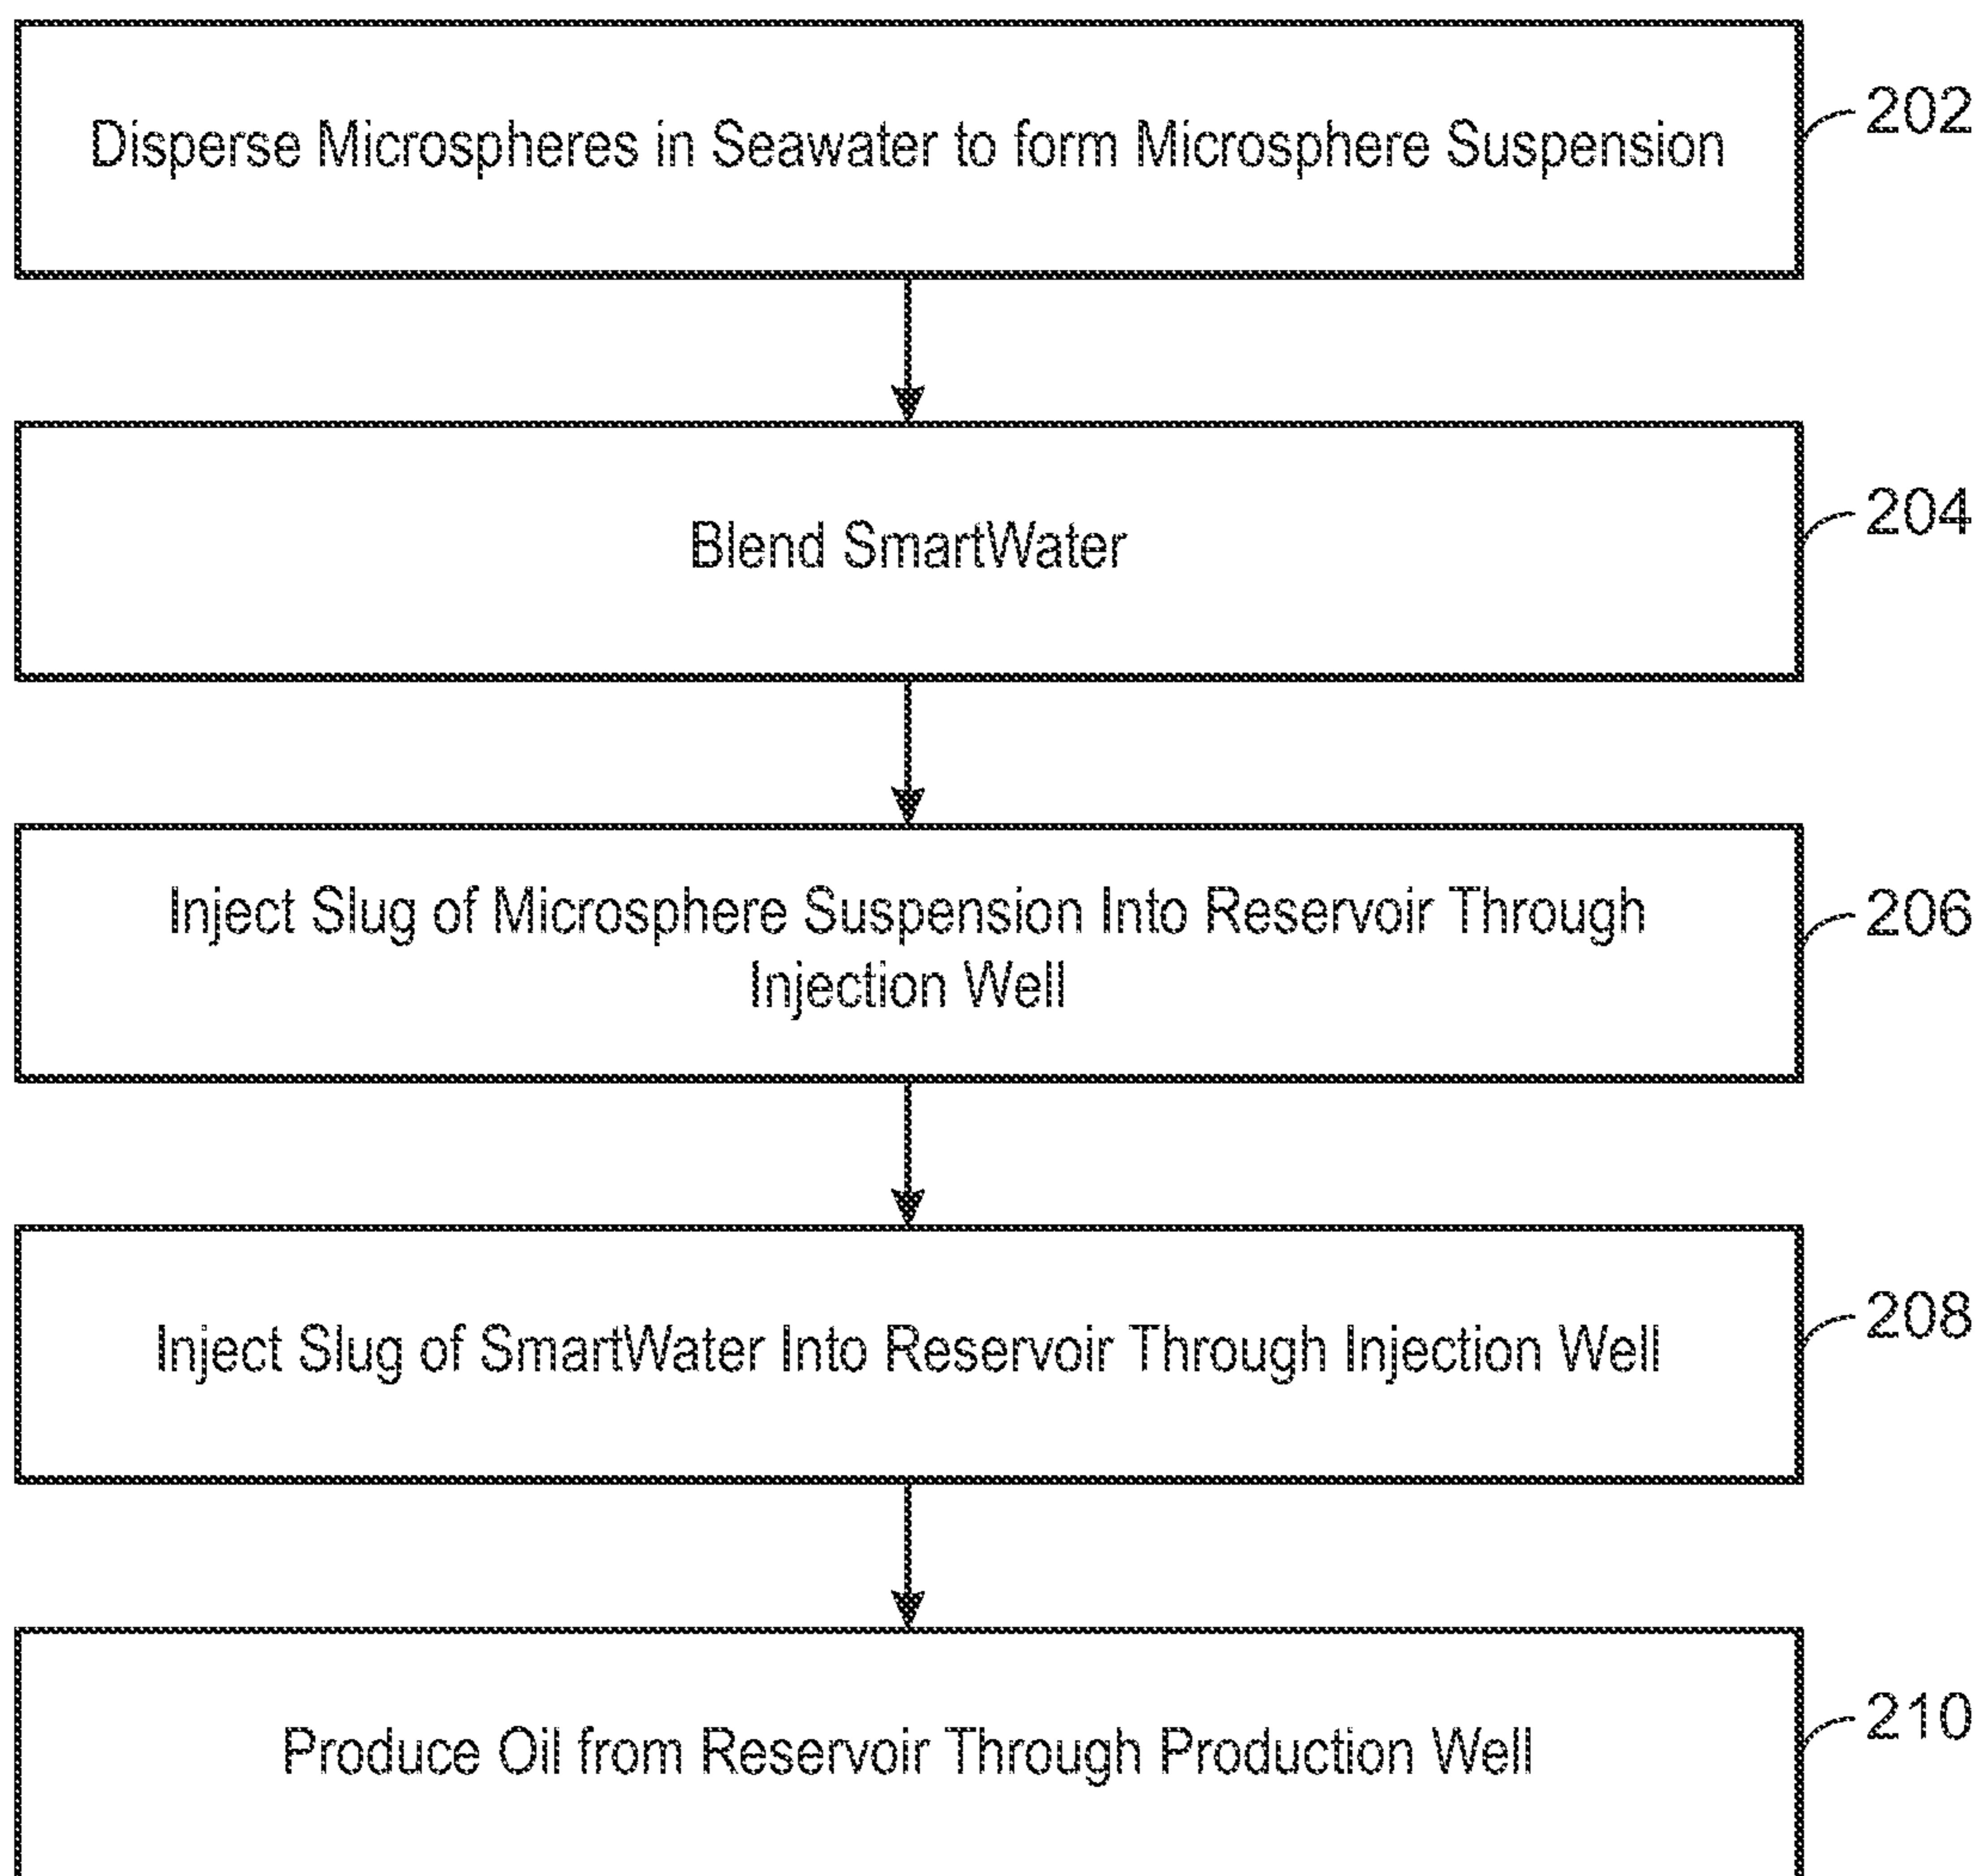 Disperse Microspheres in Seawater to form Microsphere Suspension
202
Blend SmartWater
204
Inject Slug of Microsphere Suspension Into Reservoir Through
Injection Well
206
Inject Slug of SmartWater Into Reservoir Through Injection Well
208
Produce Oil from Reservoir Through Production Well
210